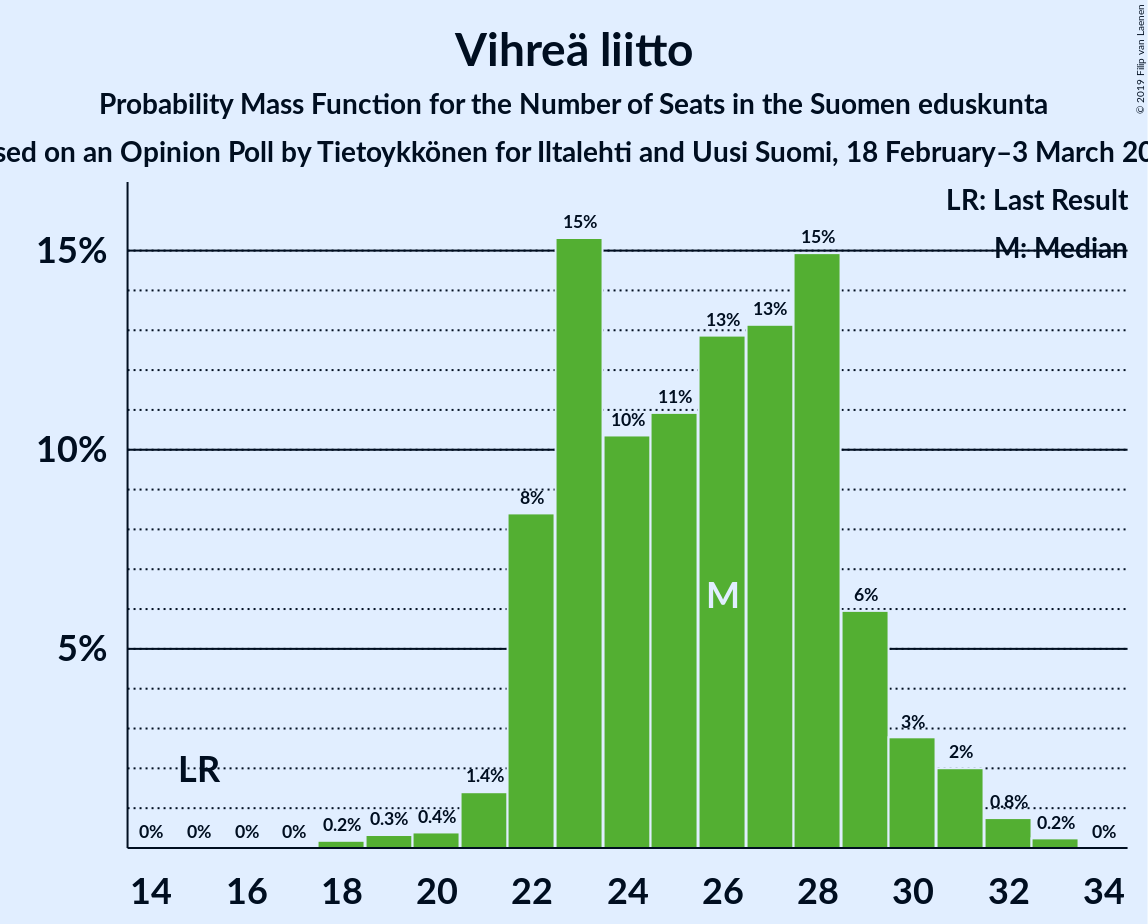 Vihreä liitto
Probability Mass Function for the Number of Seats in the Suomen eduskunta
sed on an Opinion Poll by Tietoykkönen for Iltalehti and Uusi Suomi, 18 February–3 March 20
© 2019 Filip van Laenen
LR: Last Result
M: Median
15%
10%
5%
15%
15%
13%
13%
11%
10%
8%
M
6%
3%
2%
LR
1.4%
0.8%
0% 0% 0% 0% 0.2% 0.3% 0.4% 0.2% 0%
14 16 18 20 22 24 26 28 30 32 34